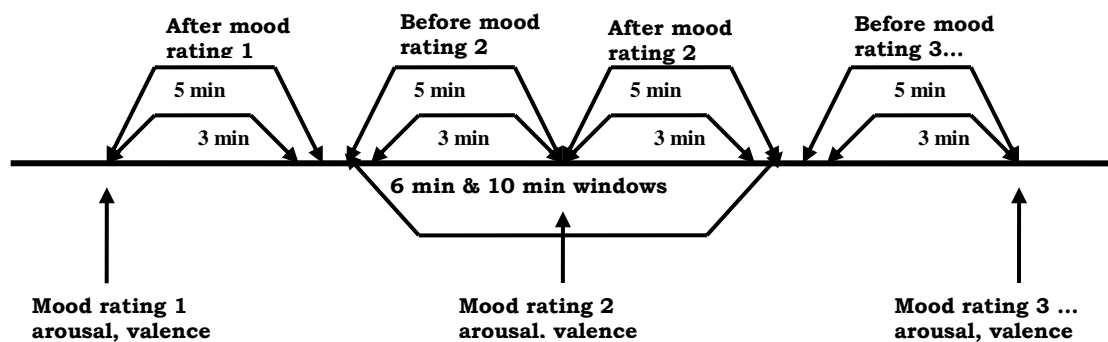 After mood
rating 1
Before mood
rating 2
After mood
rating 2
Before mood
rating 3...
5 min
5 min
5 min
5 min
3 min
3 min
3 min
3 min
6 min & 10 min windows
Mood rating 1
arousal, valence
Mood rating 2
arousal. valence
Mood rating 3 ...
arousal, valence